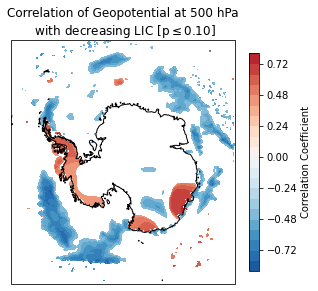 Correlation of Geopotential at 500 hPa
with decreasing LIC [p ≤ 0.10]
0.72
0.48
0.24
0.00
−0.24
−0.48
−0.72
Correlation Coefficient